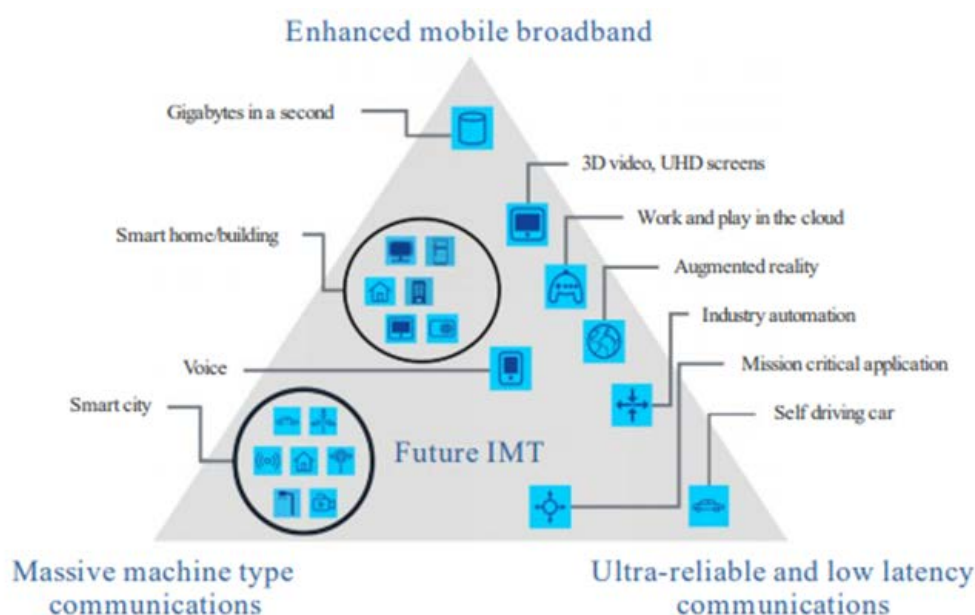 Enhanced mobile broadband
Gigabytes in a second
3D video, UHD screens
Work and play in the cloud
Smart home/building
Augmented reality
Industry automation
Mission critical application
Voice
Smart city
Self driving car
Future IMT
Massive machine type
communications
Ultra-reliable and low latency
communications